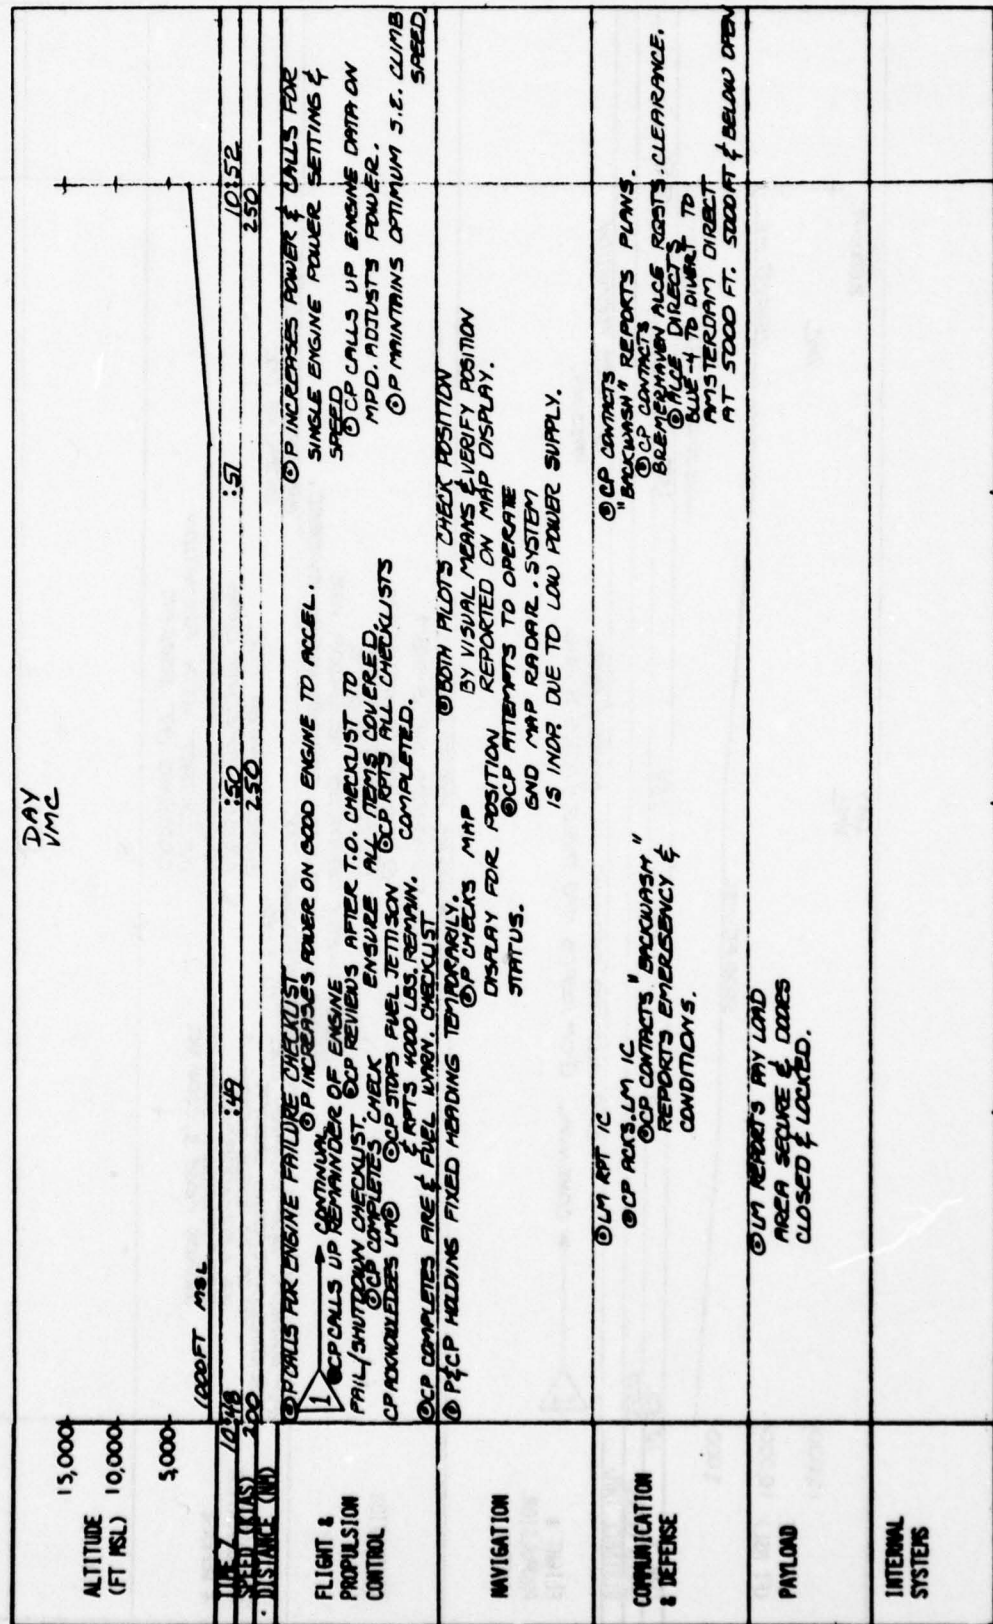 DAY
VMC
ALTITUDE
(FT MSL)
15,000
10,000
5,000
1000FT MSL
TIME Z
10:48
:49
:50
:51
10:52
SPEED (KIAS)
200
250
250
DISTANCE (NM)
FLIGHT &
PROPULSION
CONTROL
P CALLS FOR ENGINE FAILURE CHECKLIST
1
CONTINUAL
CP CALLS UP REMAINDER OF ENGINE
FAIL/SHUTDOWN CHECKLIST.
CP COMPLETES CHECK
CP ACKNOWLEDGES LM
CP COMPLETES FIRE & FUEL WARN. CHECKLIST
P INCREASES POWER ON GOOD ENGINE TO ACCEL.
CP REVIEWS AFTER T.O. CHECKLIST TO
ENSURE ALL ITEMS COVERED.
CP STOPS FUEL JETTISON
& RPTS 4000 LBS. REMAIN.
CP RPTS ALL CHECKLISTS
COMPLETED.
P INCREASES POWER & CALLS FOR
SINGLE ENGINE POWER SETTING &
SPEED
CP CALLS UP ENGINE DATA ON
MPD. ADJUSTS POWER.
P MAINTAINS OPTIMUM S.E. CLIMB
SPEED.
NAVIGATION
P & CP HOLDING FIXED HEADING TEMPORARILY.
P CHECKS MAP
DISPLAY FOR POSITION
STATUS.
BOTH PILOTS CHECK POSITION
BY VISUAL MEANS & VERIFY POSITION
REPORTED ON MAP DISPLAY.
CP ATTEMPTS TO OPERATE
GND MAP RADAR. SYSTEM
IS INOP. DUE TO LOW POWER SUPPLY.
COMMUNICATION
& DEFENSE
LM RPT IC
CP ACKS. LM IC
CP CONTACTS "BACKWASH"
REPORTS EMERGENCY &
CONDITIONS.
CP CONTACTS
"BACKWASH" REPORTS PLANS.
CP CONTACTS
BREMERHAVEN ALCE RQSTS. CLEARANCE.
ALCE DIRECTS
BLUE-4 TO DIVERT TO
AMSTERDAM DIRECT
AT 5000 FT. 5000 FT & BELOW OPEN
PAYLOAD
LM REPORTS PAY LOAD
AREA SECURE & DOORS
CLOSED & LOCKED.
INTERNAL
SYSTEMS